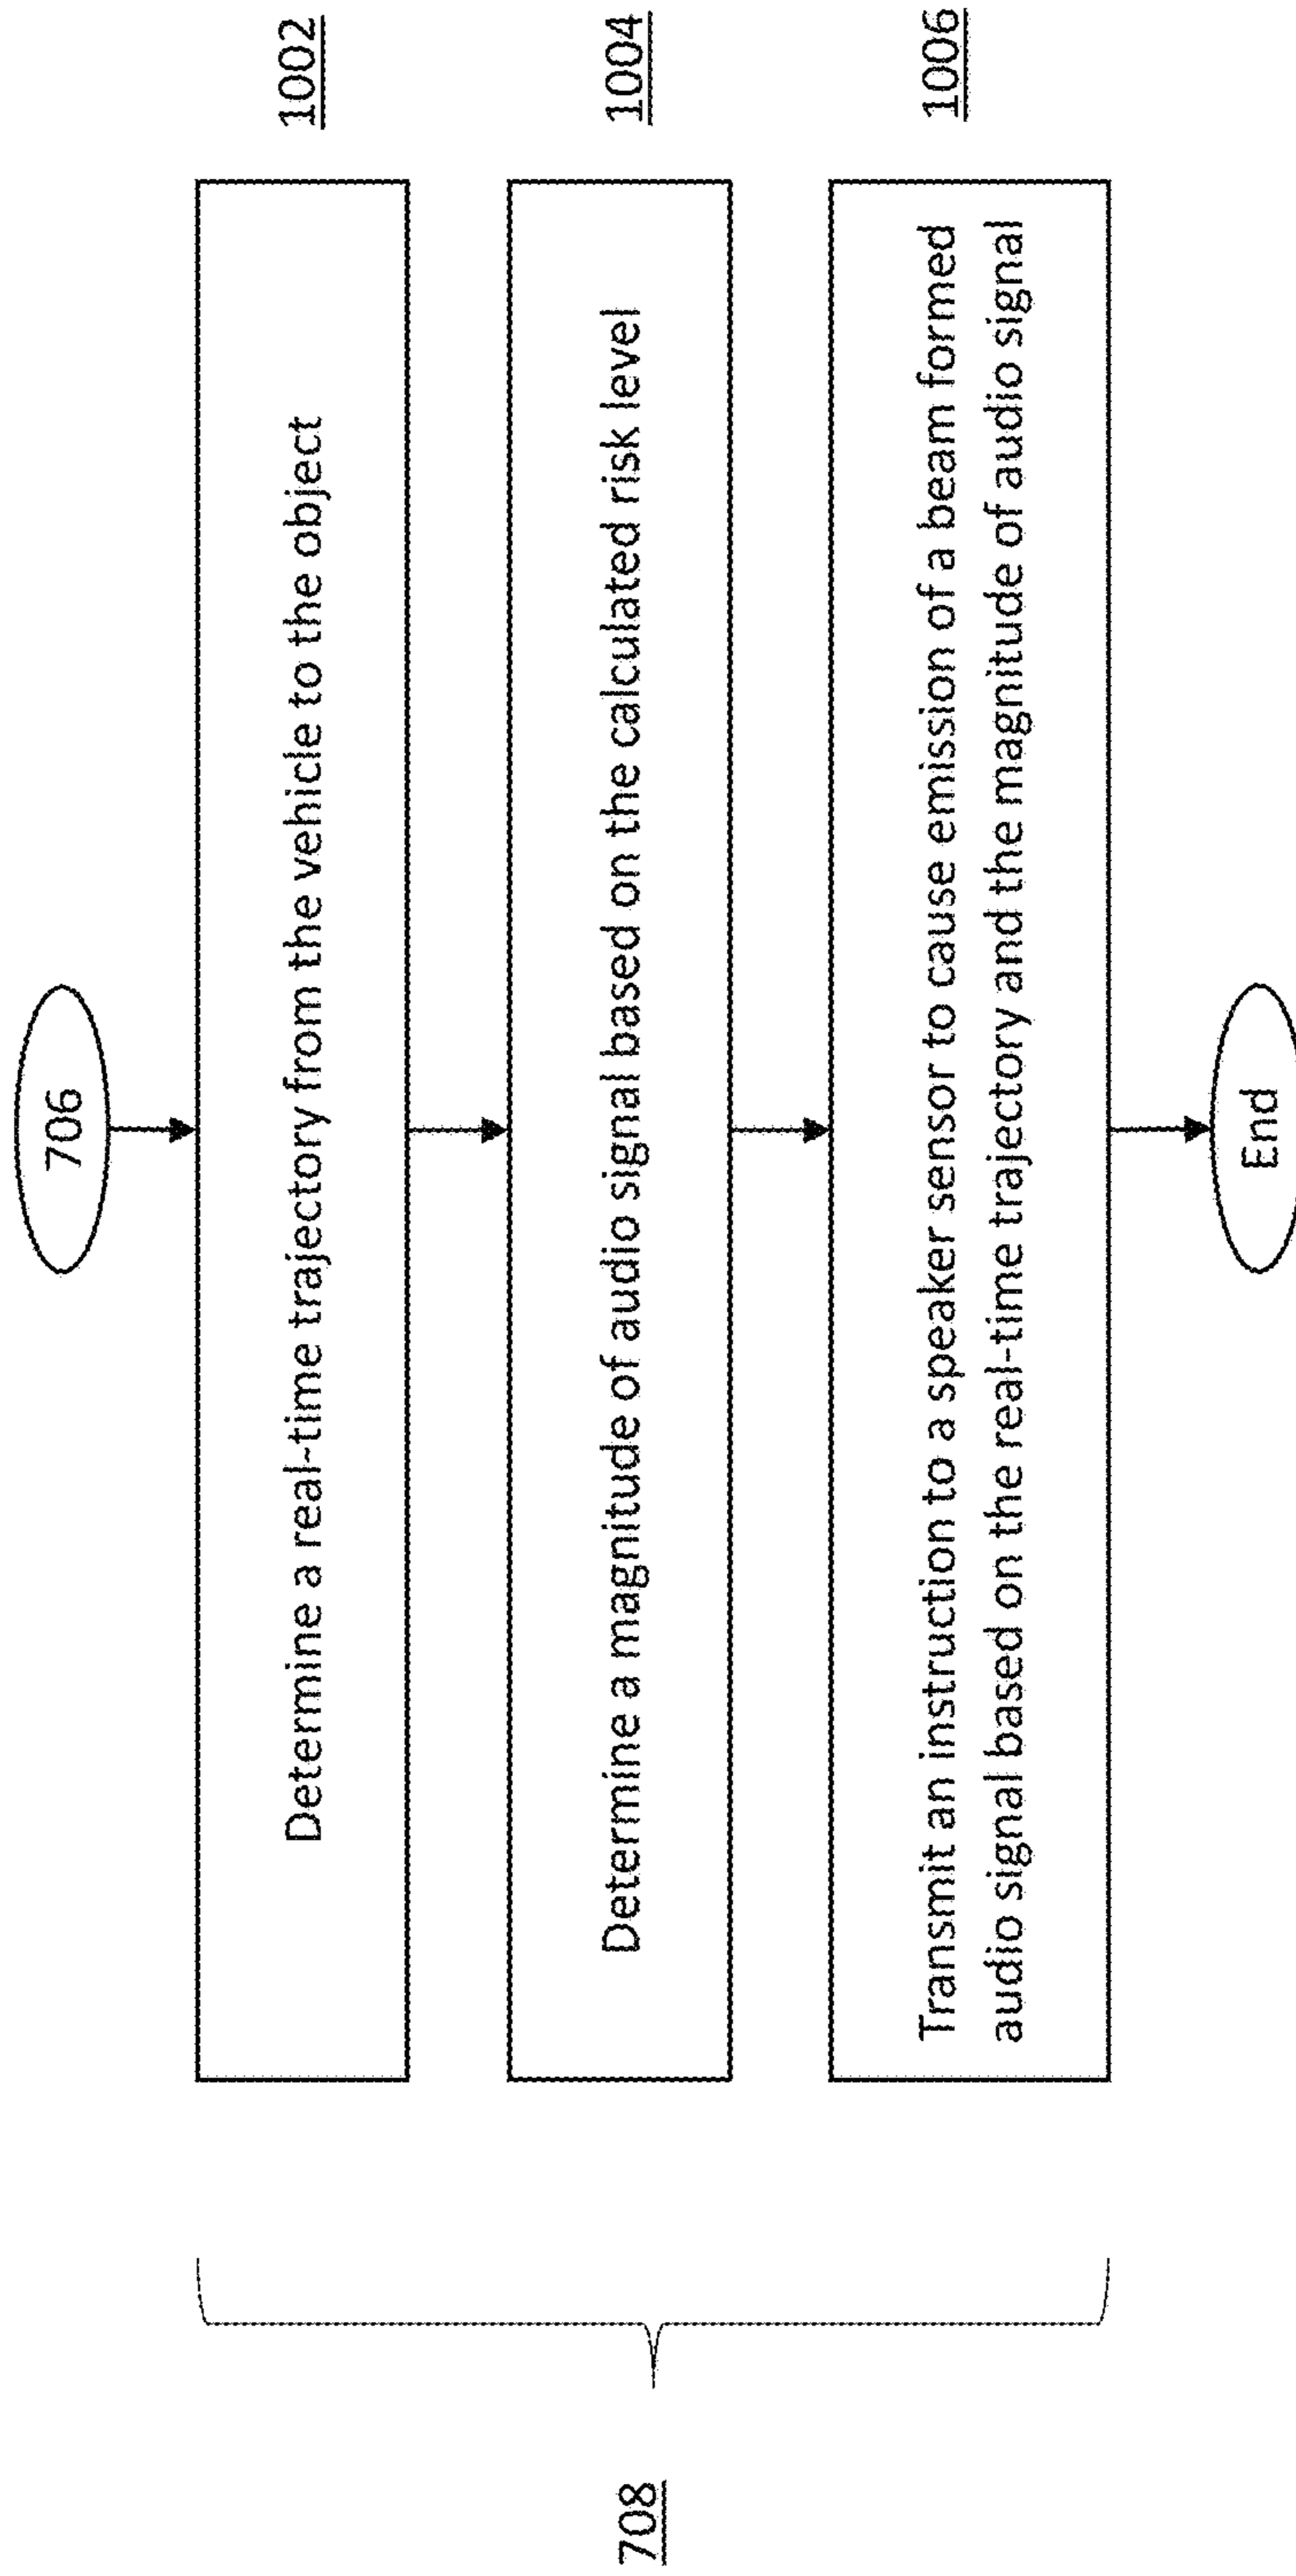 706
Determine a real-time trajectory from the vehicle to the object
1002
Determine a magnitude of audio signal based on the calculated risk level
1004
708
Transmit an instruction to a speaker sensor to cause emission of a beam formed
audio signal based on the real-time trajectory and the magnitude of audio signal
1006
End